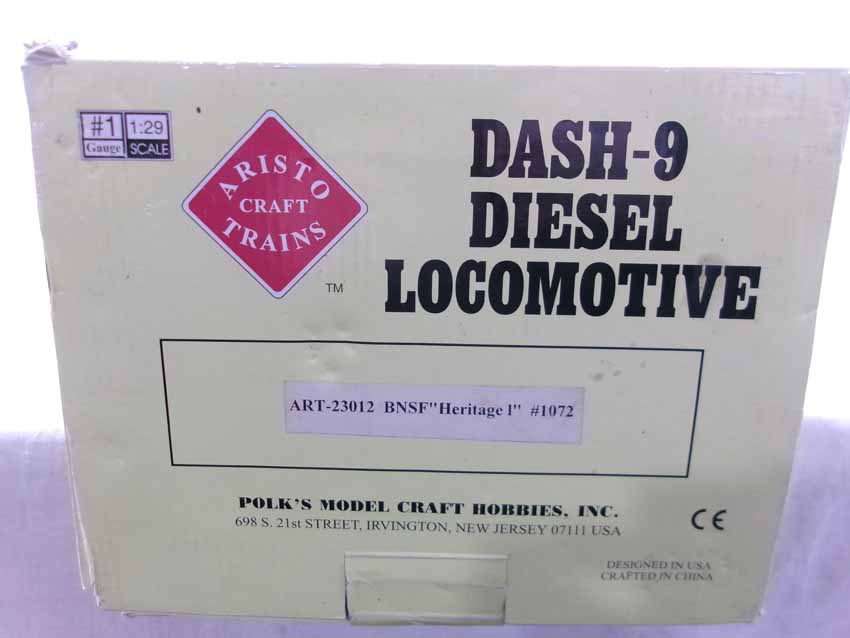 #1
Gauge
1:29
SCALE
ARISTO
CRAFT
TRAINS
TM
DASH-9
DIESEL
LOCOMOTIVE
ART-23012 BNSF"Heritage l" #1072
POLK'S MODEL CRAFT HOBBIES, INC.
698 S. 21st STREET, IRVINGTON, NEW JERSEY 07111 USA
CE
DESIGNED IN USA
CRAFTED IN CHINA